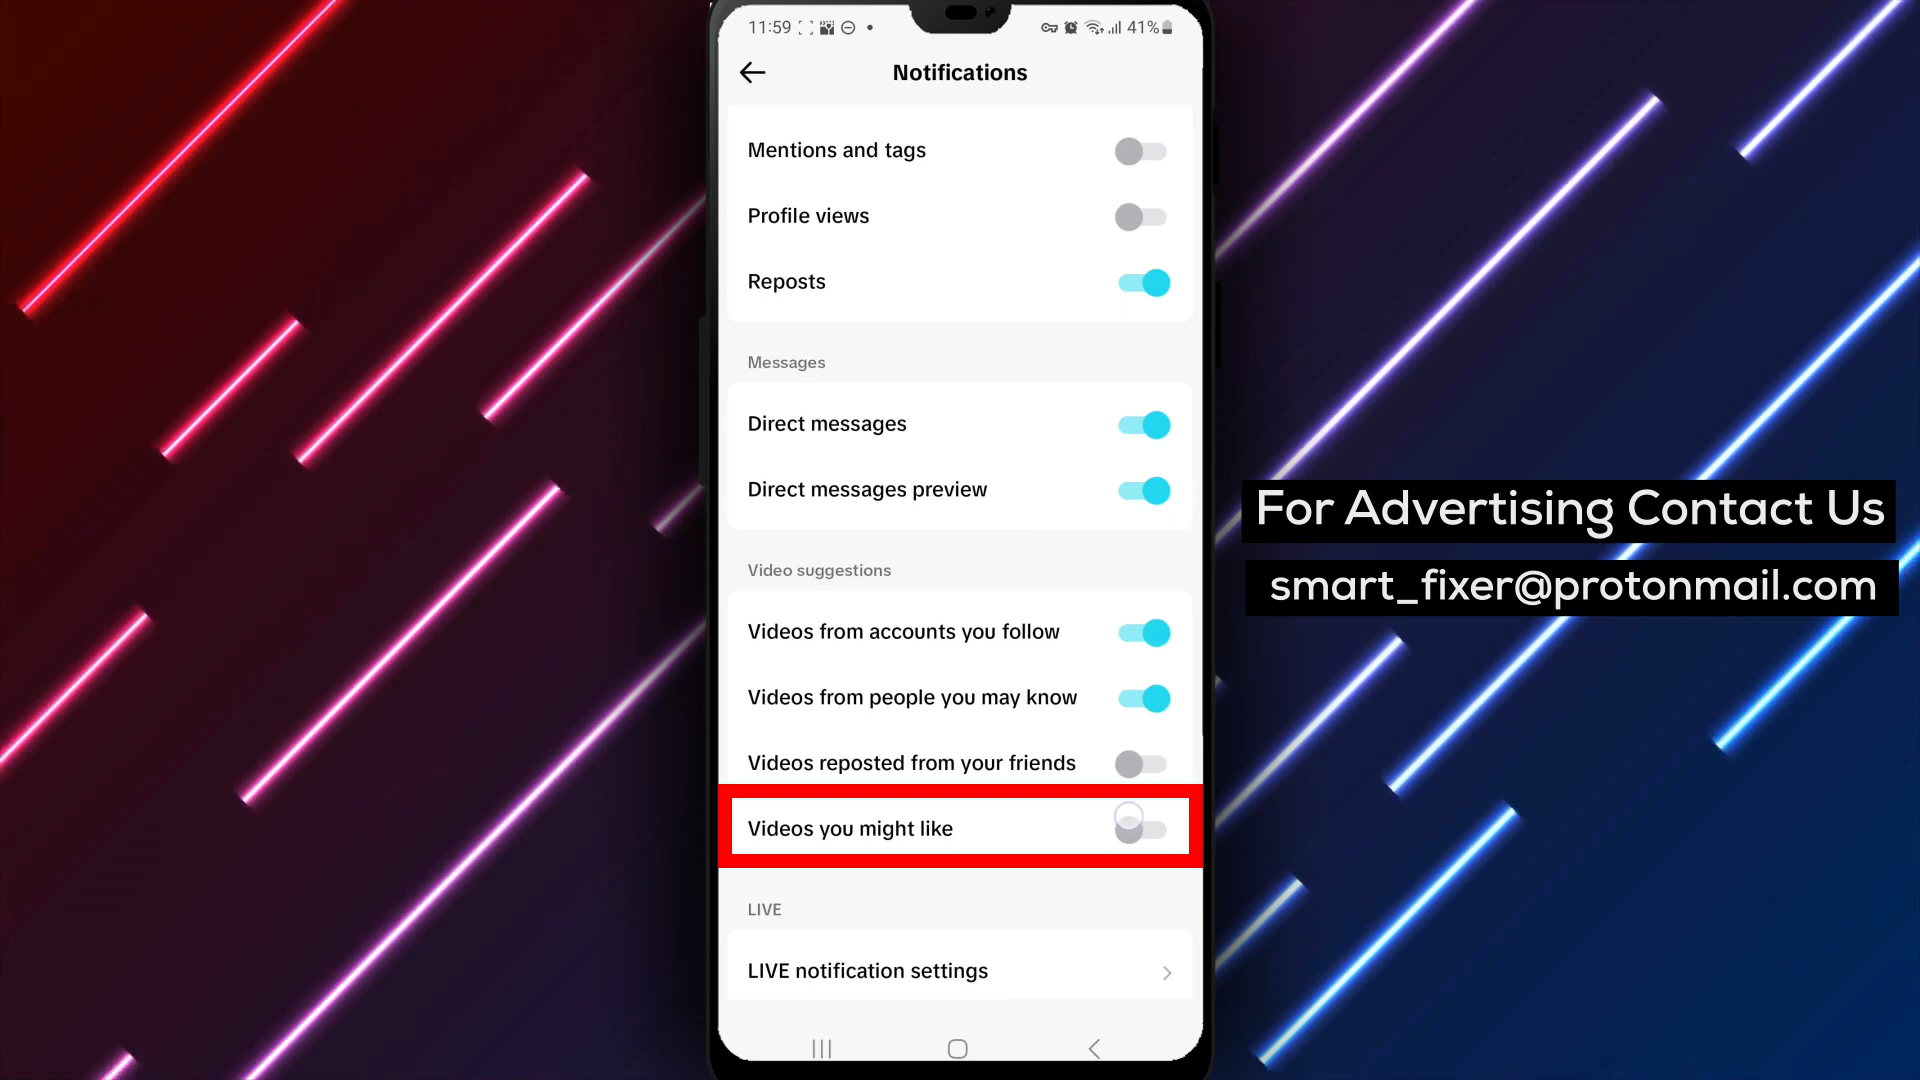 11:59
41%
Notifications
Mentions and tags
Profile views
Reposts
Messages
Direct messages
Direct messages preview
Video suggestions
Videos from accounts you follow
Videos from people you may know
Videos reposted from your friends
Videos you might like
LIVE
LIVE notification settings
For Advertising Contact Us
smart_fixer@protonmail.com